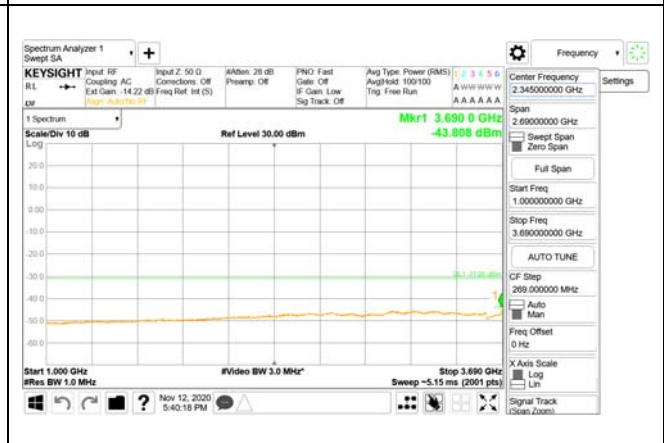 Spectrum Analyzer 1
Swept SA
+
Frequency
KEYSIGHT
RL
Input: RF
Coupling: AC
Ext Gain: -14.22 dB
Align: Auto/No RF
Input Z: 50 Ω
Corrections: Off
Freq Ref: Int (S)
#Atten: 28 dB
Preamp: Off
PNO: Fast
Gate: Off
IF Gain: Low
Sig Track: Off
Avg Type: Power (RMS)
Avg|Hold: 100/100
Trig: Free Run
1 2 3 4 5 6
A W W W W W
A A A A A A
1 Spectrum
Scale/Div 10 dB
Ref Level 30.00 dBm
Mkr1 3.690 0 GHz
-43.808 dBm
Log
20.0
10.0
0.00
-10.0
-20.0
-30.0
-40.0
-50.0
-60.0
1
Start 1.000 GHz
#Res BW 1.0 MHz
#Video BW 3.0 MHz*
Stop 3.690 GHz
Sweep ~5.15 ms (2001 pts)
Center Frequency
2.345000000 GHz
Settings
Span
2.69000000 GHz
Swept Span
Zero Span
Full Span
Start Freq
1.000000000 GHz
Stop Freq
3.690000000 GHz
AUTO TUNE
CF Step
269.000000 MHz
Auto
Man
Freq Offset
0 Hz
X Axis Scale
Log
Lin
Signal Track
(Span Zoom)
?
Nov 12, 2020
5:40:18 PM